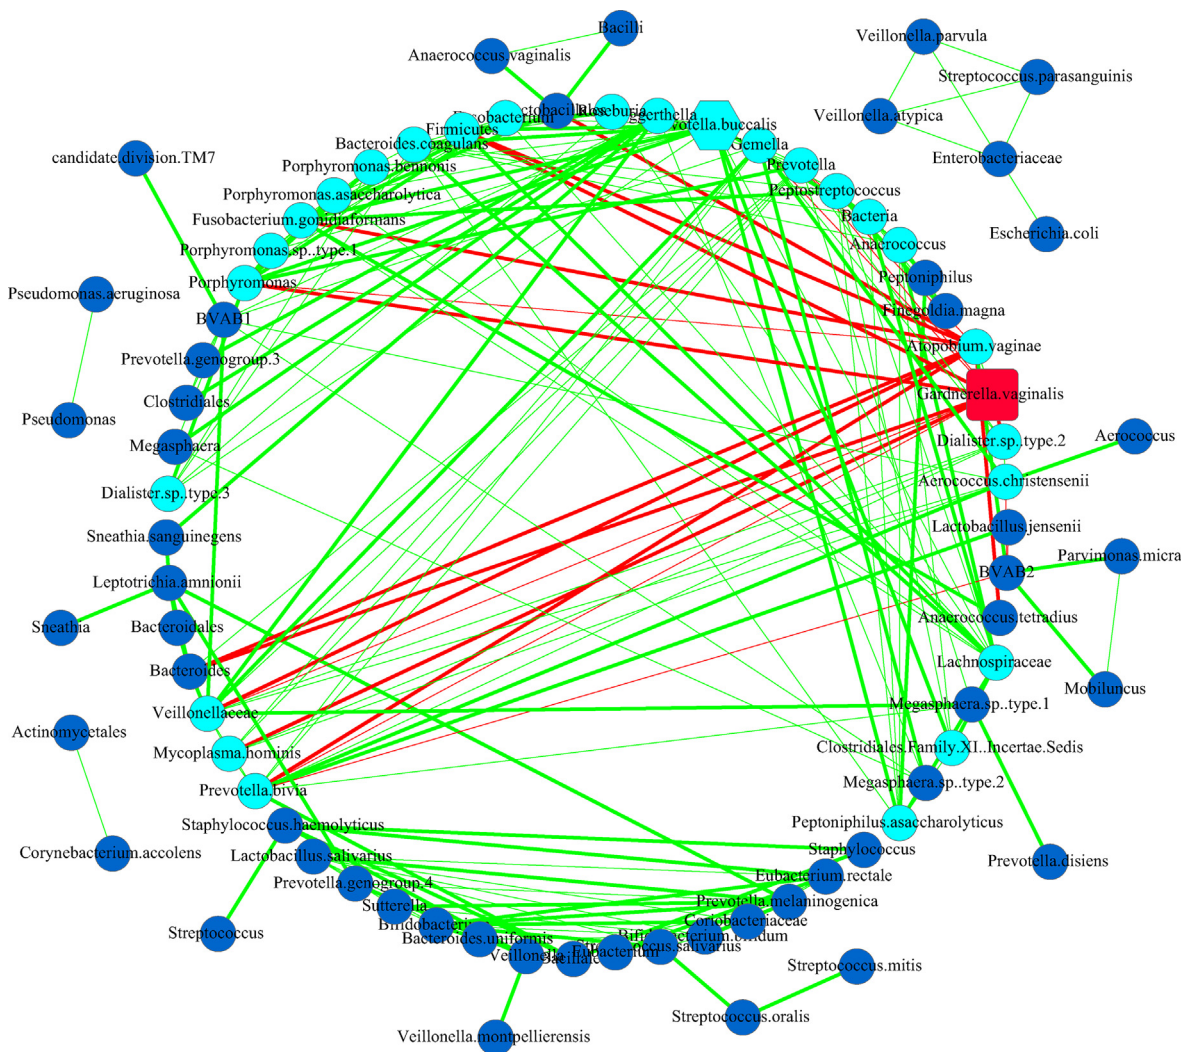 Bacilli
Veillonella.parvula
Anaerococcus.vaginalis
Streptococcus.parasanguinis
Veillonella.atypica
Roseburia
Gemella
Firmicutes
Bacteroides.coagulans
candidate.division.TM7
Enterobacteriaceae
Porphyromonas.bennonis
Prevotella
Peptostreptococcus
Porphyromonas.asaccharolytica
Bacteria
Fusobacterium.gonidiaformans
Escherichia.coli
Anaerococcus
Porphyromonas.sp..type.1
Peptoniphilus
Porphyromonas
Pseudomonas.aeruginosa
Finegoldia.magna
BVAB1
Atopobium.vaginae
Prevotella.genogroup.3
Gardnerella.vaginalis
Clostridiales
Pseudomonas
Aerococcus
Dialister.sp..type.2
Megasphaera
Aerococcus.christensenii
Dialister.sp..type.3
Lactobacillus.jensenii
Sneathia.sanguinegens
Parvimonas.micra
BVAB2
Leptotrichia.amnionii
Anaerococcus.tetradius
Sneathia
Bacteroidales
Lachnospiraceae
Bacteroides
Mobiluncus
Megasphaera.sp..type.1
Veillonellaceae
Actinomycetales
Clostridiales.Family.XI..Incertae.Sedis
Mycoplasma.hominis
Megasphaera.sp..type.2
Prevotella.bivia
Peptoniphilus.asaccharolyticus
Staphylococcus.haemolyticus
Staphylococcus
Corynebacterium.accolens
Lactobacillus.salivarius
Prevotella.disiens
Eubacterium.rectale
Prevotella.genogroup.4
Prevotella.melaninogenica
Sutterella
Coriobacteriaceae
Streptococcus
Bacteroides.uniformis
Eubacterium
Streptococcus.mitis
Streptococcus.oralis
Veillonella.montpellierensis